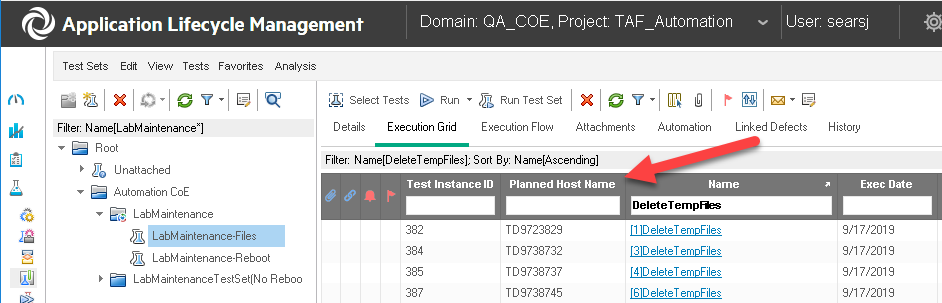 Application Lifecycle Management Domain: QA_COE, Project: TAF_Automation User: searsj
Test Sets Edit View Tests Favorites Analysis
Select Tests Run Run Test Set
Details Execution Grid Execution Flow Attachments Automation Linked Defects History
Filter: Name[LabMaintenance*]
Root
Unattached
Automation CoE
LabMaintenance
LabMaintenance-Files
LabMaintenance-Reboot
LabMaintenanceTestSet(No Reboo
Filter: Name[DeleteTempFiles]; Sort By: Name[Ascending]
Test Instance ID Planned Host Name Name Exec Date
DeleteTempFiles
382 TD9723829 [1]DeleteTempFiles 9/17/2019
384 TD9738732 [3]DeleteTempFiles 9/17/2019
385 TD9738737 [4]DeleteTempFiles 9/17/2019
387 TD9738745 [6]DeleteTempFiles 9/17/2019